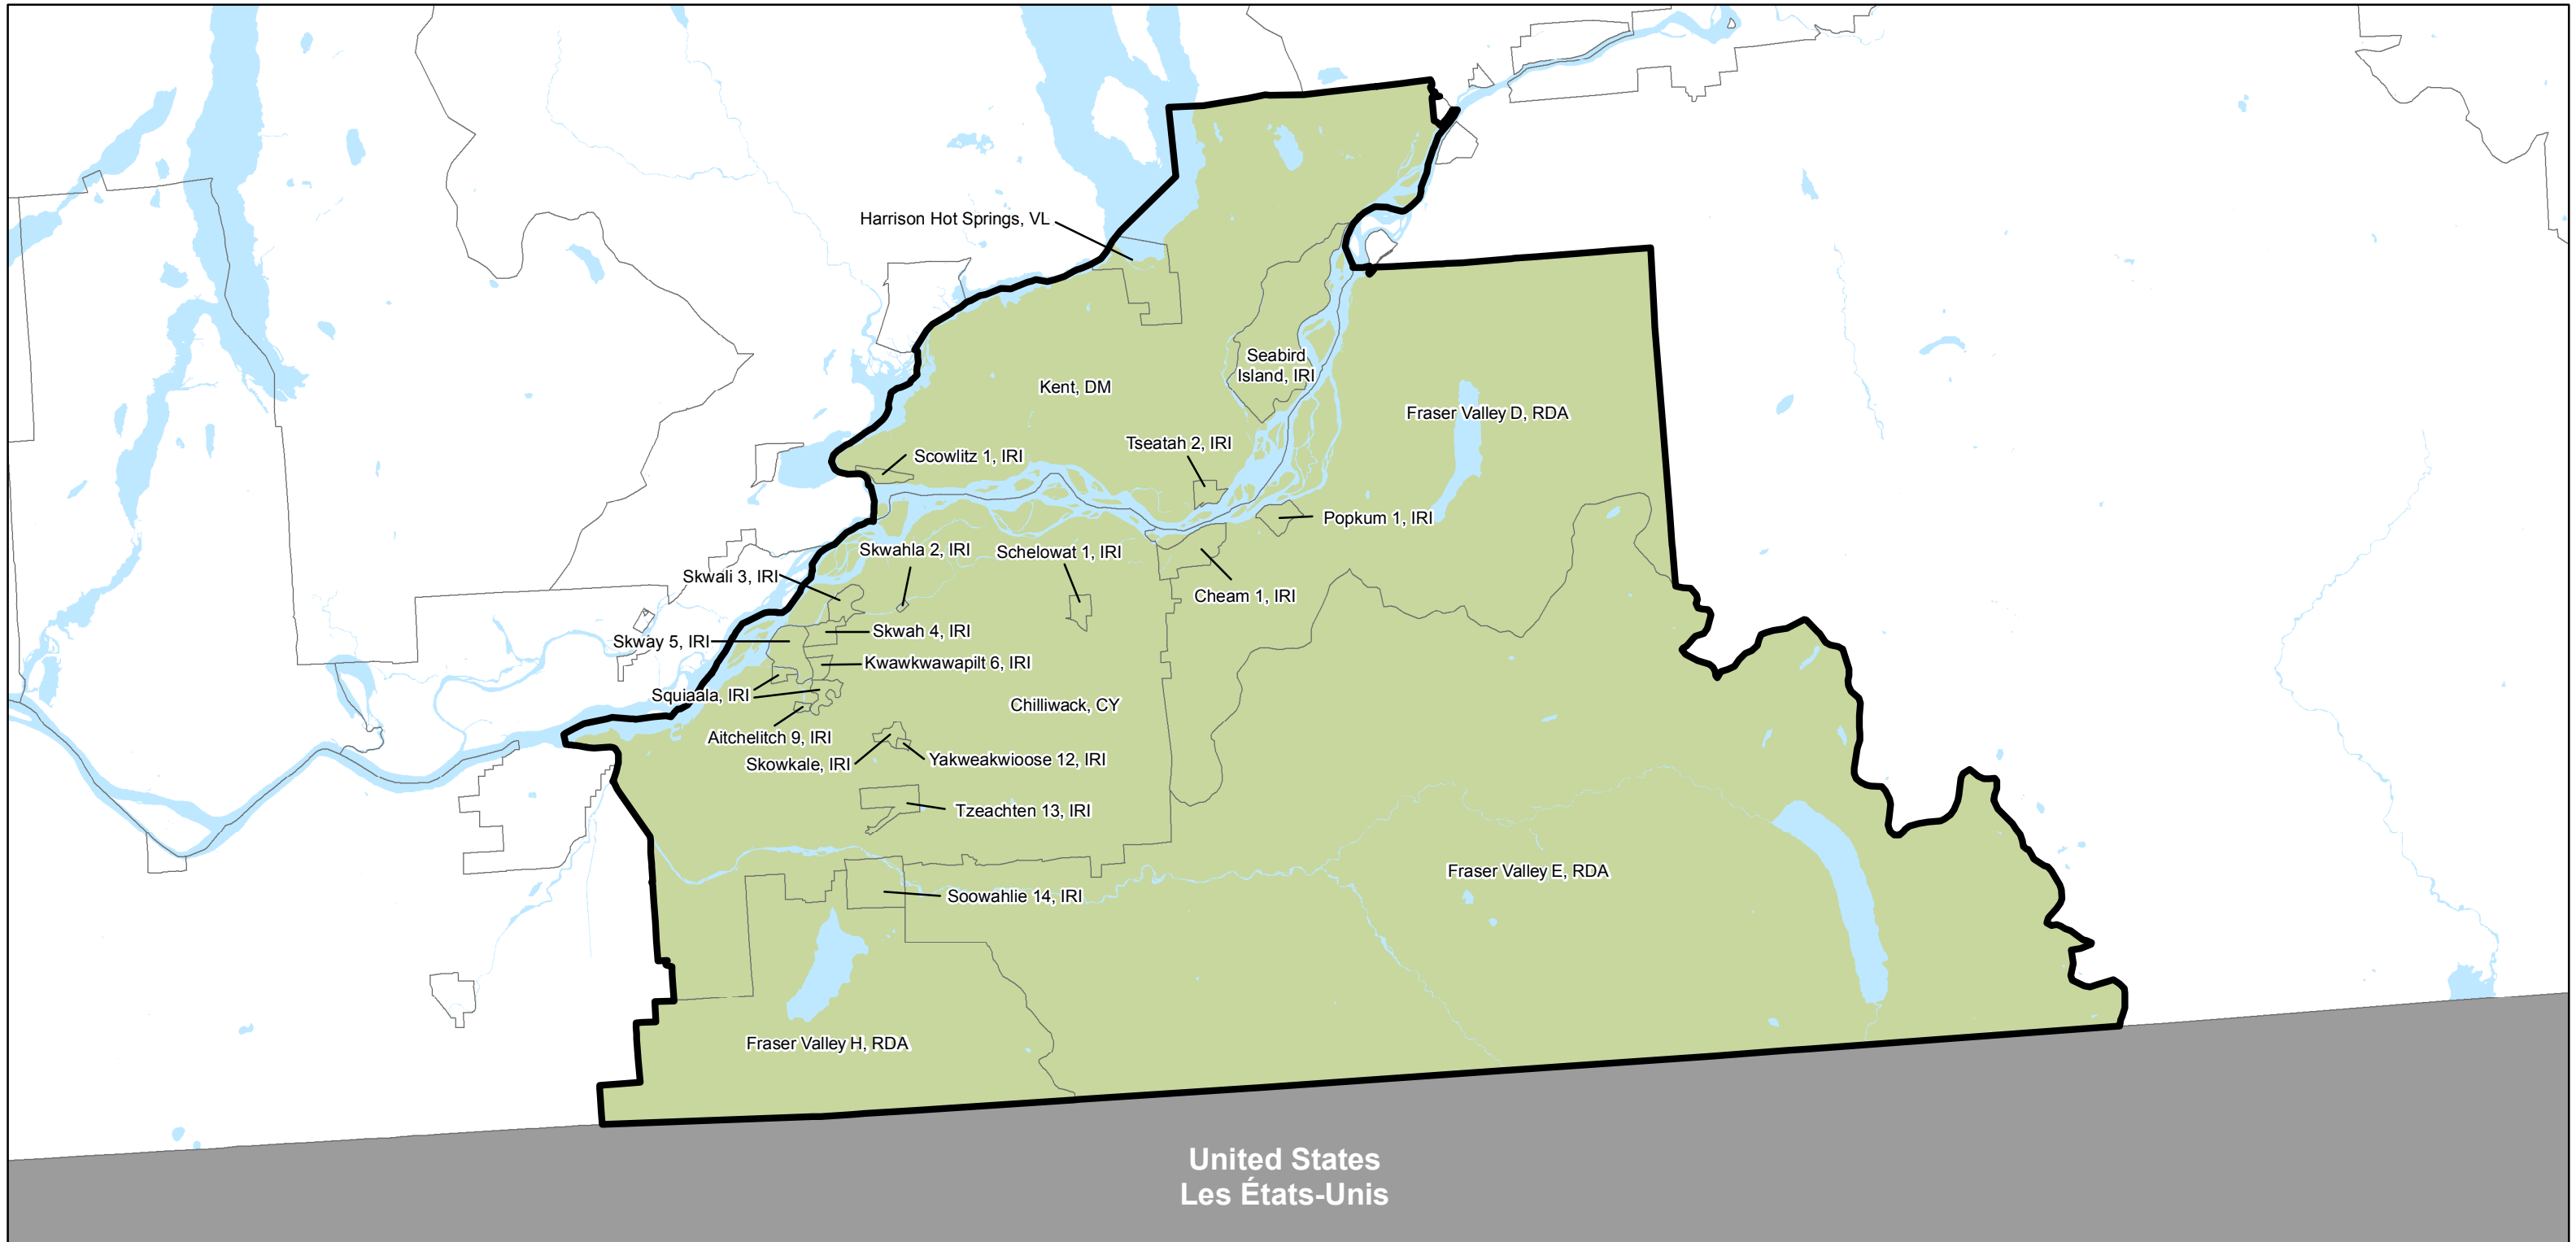 Harrison Hot Springs, VL
Seabird
Island, IRI
Kent, DM
Fraser Valley D, RDA
Tseatah 2, IRI
Scowlitz 1, IRI
Popkum 1, IRI
Skwahla 2, IRI
Schelowat 1, IRI
Skwali 3, IRI
Cheam 1, IRI
Skwah 4, IRI
Skway 5, IRI
Kwawkwawapilt 6, IRI
Squiaala, IRI
Chilliwack, CY
Aitchelitch 9, IRI
Skowkale, IRI
Yakweakwioose 12, IRI
Tzeachten 13, IRI
Fraser Valley E, RDA
Soowahlie 14, IRI
Fraser Valley H, RDA
United States
Les États-Unis